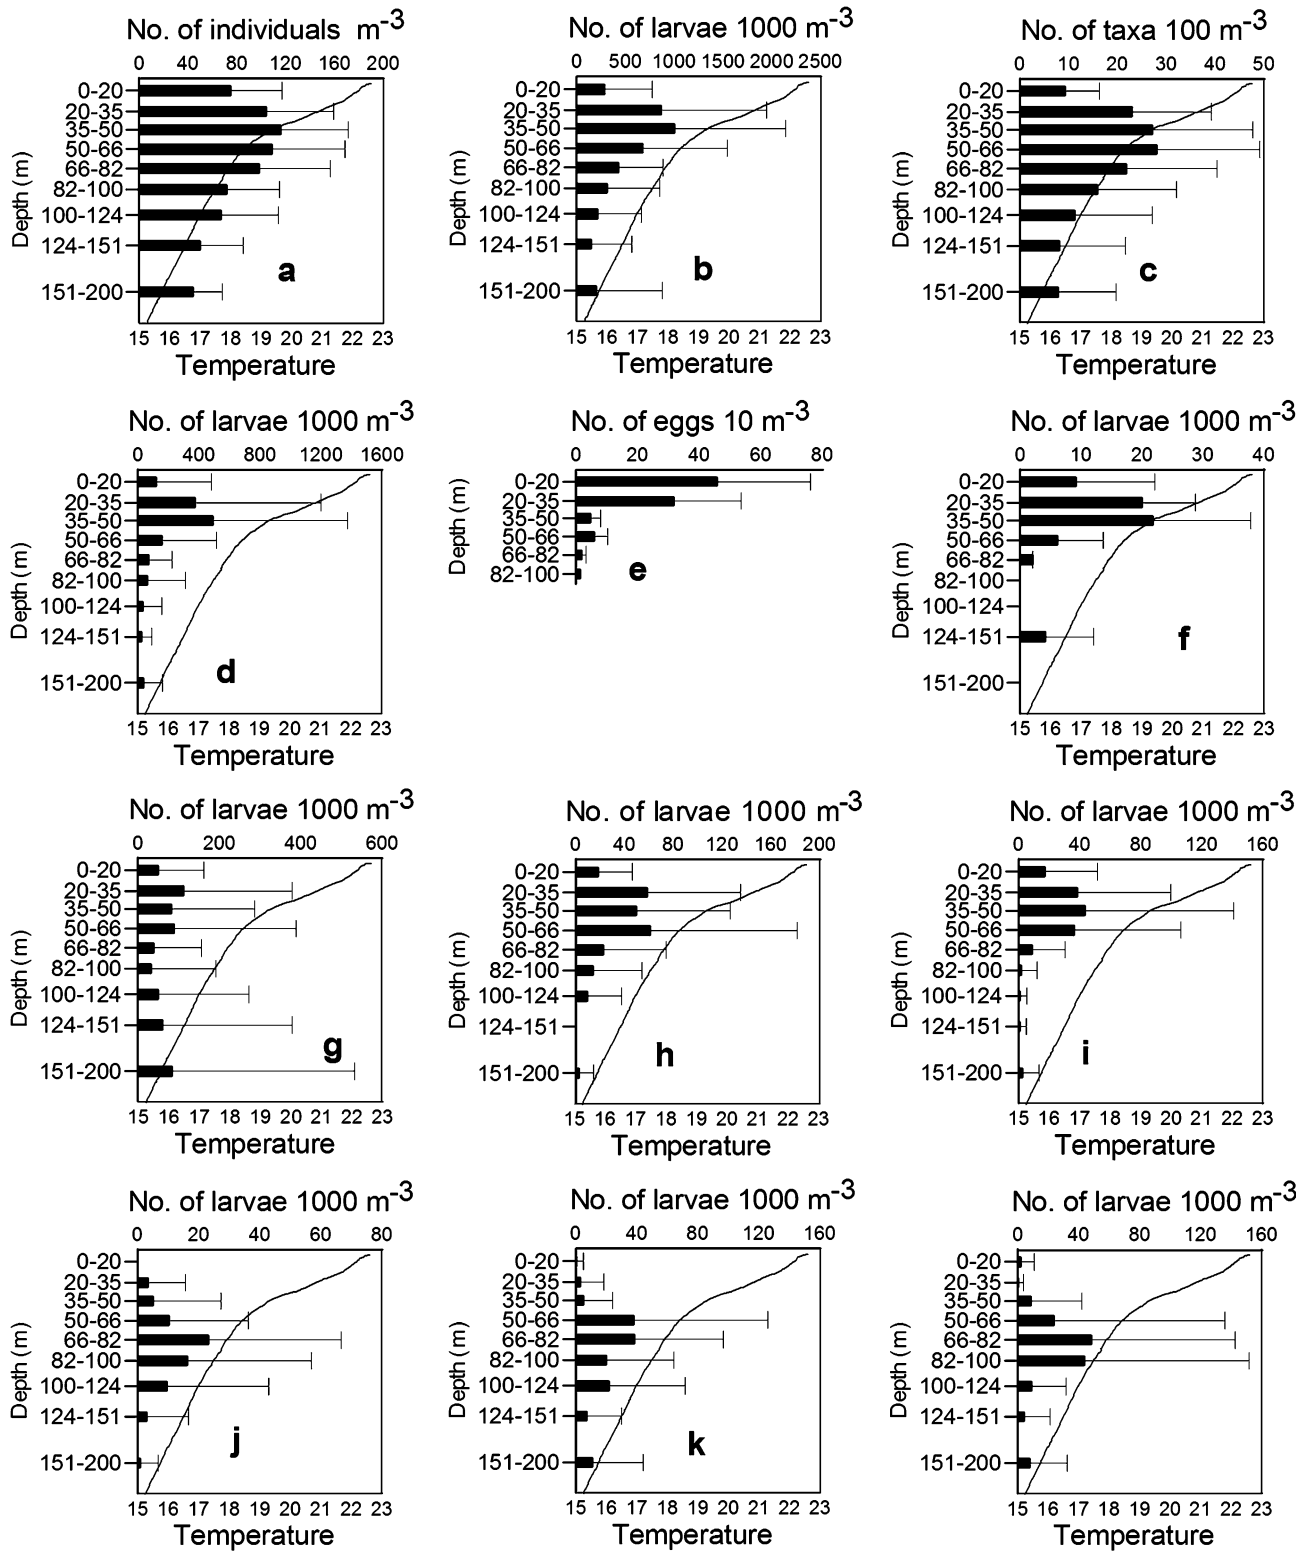 No. of individuals m-3
0 40 80 120 160 200
0-20
20-35
35-50
50-66
66-82
82-100
100-124
124-151
151-200
Depth (m)
a
15 16 17 18 19 20 21 22 23
Temperature
No. of larvae 1000 m-3
0 500 1000 1500 2000 2500
0-20
20-35
35-50
50-66
66-82
82-100
100-124
124-151
151-200
Depth (m)
b
15 16 17 18 19 20 21 22 23
Temperature
No. of taxa 100 m-3
0 10 20 30 40 50
0-20
20-35
35-50
50-66
66-82
82-100
100-124
124-151
151-200
Depth (m)
c
15 16 17 18 19 20 21 22 23
Temperature
No. of larvae 1000 m-3
0 400 800 1200 1600
0-20
20-35
35-50
50-66
66-82
82-100
100-124
124-151
151-200
Depth (m)
d
15 16 17 18 19 20 21 22 23
Temperature
No. of eggs 10 m-3
0 20 40 60 80
0-20
20-35
35-50
50-66
66-82
82-100
Depth (m)
e
No. of larvae 1000 m-3
0 10 20 30 40
0-20
20-35
35-50
50-66
66-82
82-100
100-124
124-151
151-200
Depth (m)
f
15 16 17 18 19 20 21 22 23
Temperature
No. of larvae 1000 m-3
0 200 400 600
0-20
20-35
35-50
50-66
66-82
82-100
100-124
124-151
151-200
Depth (m)
g
15 16 17 18 19 20 21 22 23
Temperature
No. of larvae 1000 m-3
0 40 80 120 160 200
0-20
20-35
35-50
50-66
66-82
82-100
100-124
124-151
151-200
Depth (m)
h
15 16 17 18 19 20 21 22 23
Temperature
No. of larvae 1000 m-3
0 40 80 120 160
0-20
20-35
35-50
50-66
66-82
82-100
100-124
124-151
151-200
Depth (m)
i
15 16 17 18 19 20 21 22 23
Temperature
No. of larvae 1000 m-3
0 20 40 60 80
0-20
20-35
35-50
50-66
66-82
82-100
100-124
124-151
151-200
Depth (m)
j
15 16 17 18 19 20 21 22 23
Temperature
No. of larvae 1000 m-3
0 40 80 120 160
0-20
20-35
35-50
50-66
66-82
82-100
100-124
124-151
151-200
Depth (m)
k
15 16 17 18 19 20 21 22 23
Temperature
No. of larvae 1000 m-3
0 40 80 120 160
0-20
20-35
35-50
50-66
66-82
82-100
100-124
124-151
151-200
Depth (m)
15 16 17 18 19 20 21 22 23
Temperature